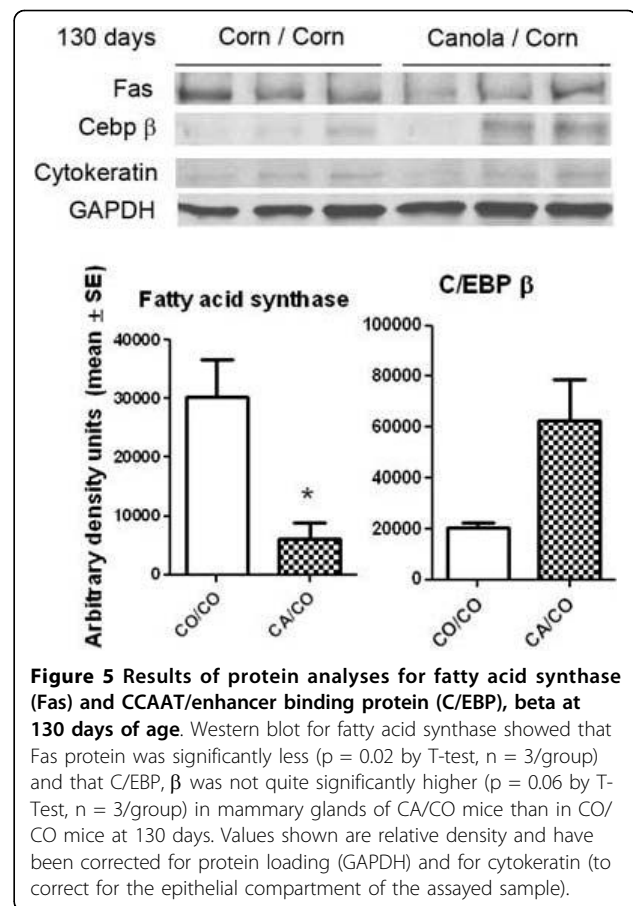 130 days Corn / Corn Canola / Corn
Fas
Cebp β
Cytokeratin
GAPDH
Fatty acid synthase
C/EBP β
Arbitrary density units (mean ± SE)
40000
30000
20000
10000
0
*
CO/CO
CA/CO
100000
80000
60000
40000
20000
0
CO/CO
CA/CO
Figure 5 Results of protein analyses for fatty acid synthase
(Fas) and CCAAT/enhancer binding protein (C/EBP), beta at
130 days of age. Western blot for fatty acid synthase showed that
Fas protein was significantly less (p = 0.02 by T-test, n = 3/group)
and that C/EBP, β was not quite significantly higher (p = 0.06 by T-
Test, n = 3/group) in mammary glands of CA/CO mice than in CO/
CO mice at 130 days. Values shown are relative density and have
been corrected for protein loading (GAPDH) and for cytokeratin (to
correct for the epithelial compartment of the assayed sample).